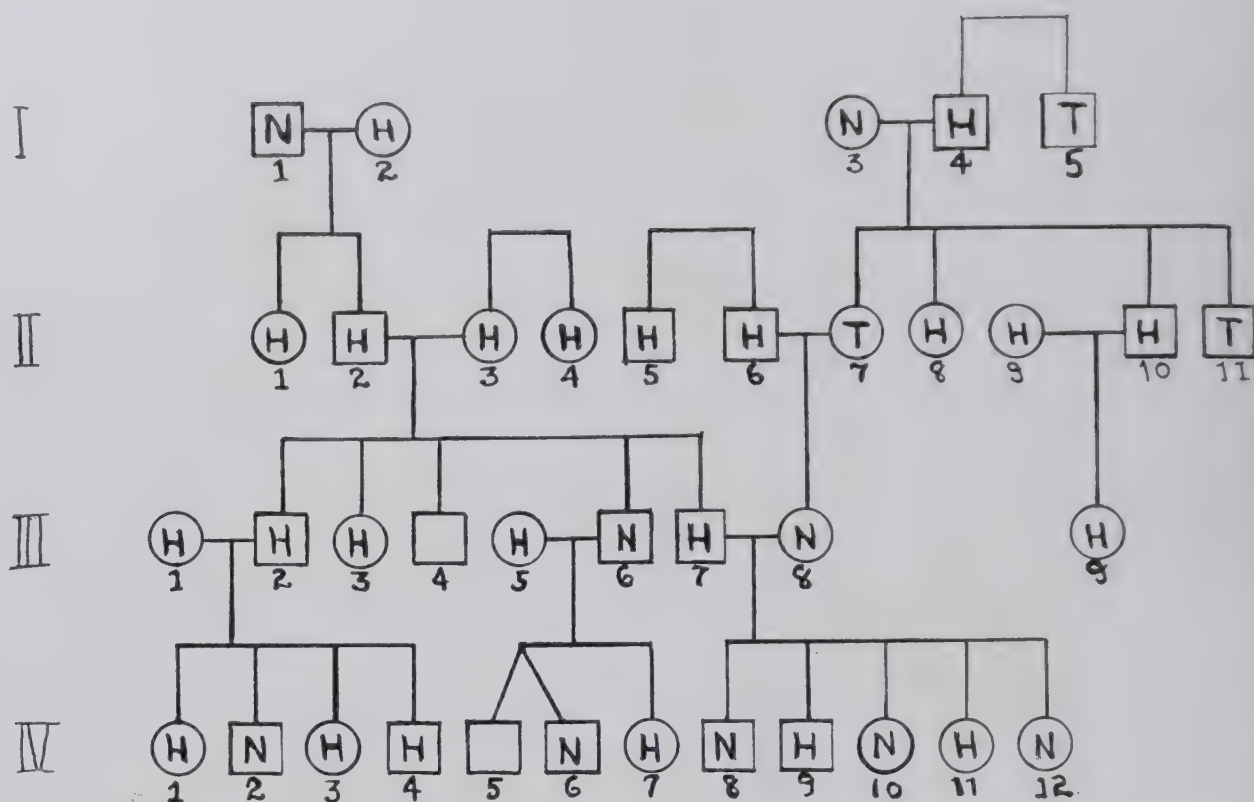 I
N H N H T
1 2 3 4 5
II
H H H H H H T H H H T
1 2 3 4 5 6 7 8 9 10 11
III
H H H H N H N H
1 2 3 4 5 6 7 8 9
IV
H N H H N H N H N H N
1 2 3 4 5 6 7 8 9 10 11 12